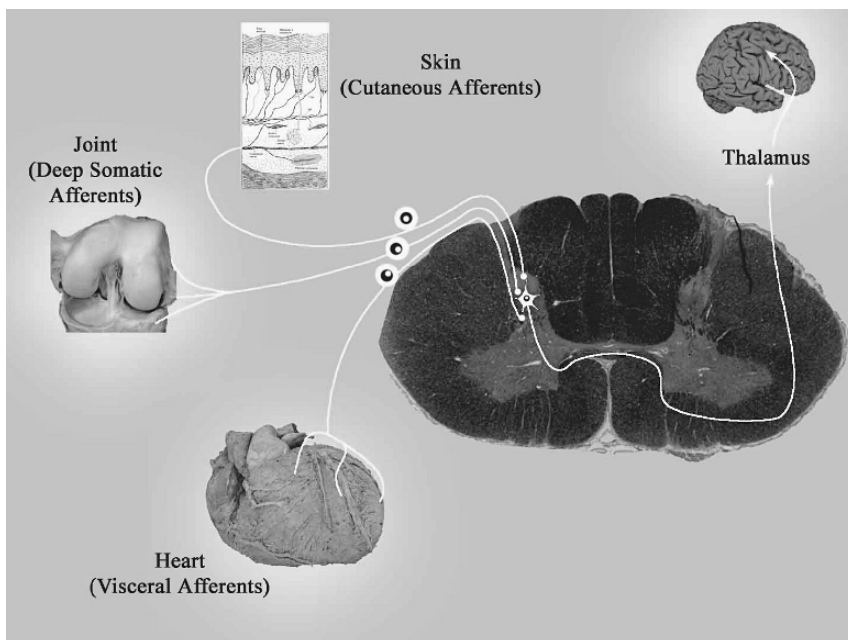 Skin
(Cutaneous Afferents)
Joint
(Deep Somatic
Afferents)
Thalamus
Heart
(Visceral Afferents)